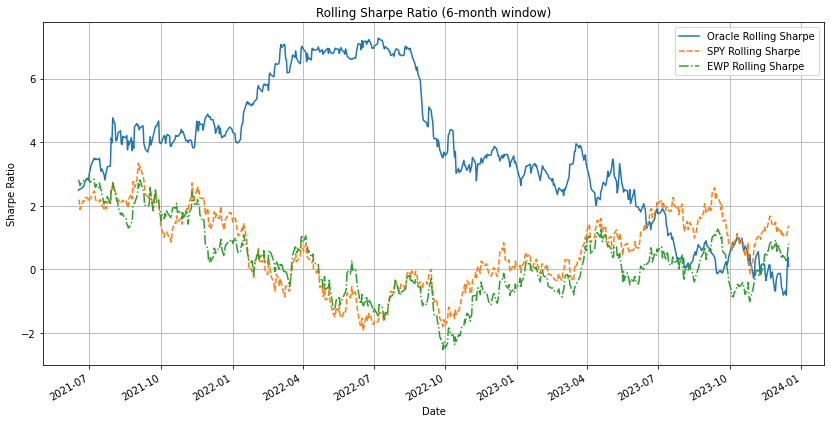 Rolling Sharpe Ratio (6-month window)
Oracle Rolling Sharpe
SPY Rolling Sharpe
EWP Rolling Sharpe
Sharpe Ratio
6
4
2
0
−2
2021-07
2021-10
2022-01
2022-04
2022-07
2022-10
2023-01
2023-04
2023-07
2023-10
2024-01
Date